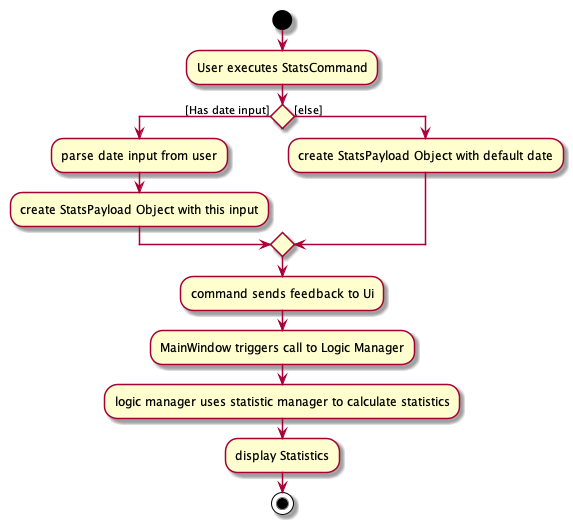 User executes StatsCommand
[Has date input]
[else]
parse date input from user
create StatsPayload Object with default date
create StatsPayload Object with this input
command sends feedback to Ui
MainWindow triggers call to Logic Manager
logic manager uses statistic manager to calculate statistics
display Statistics